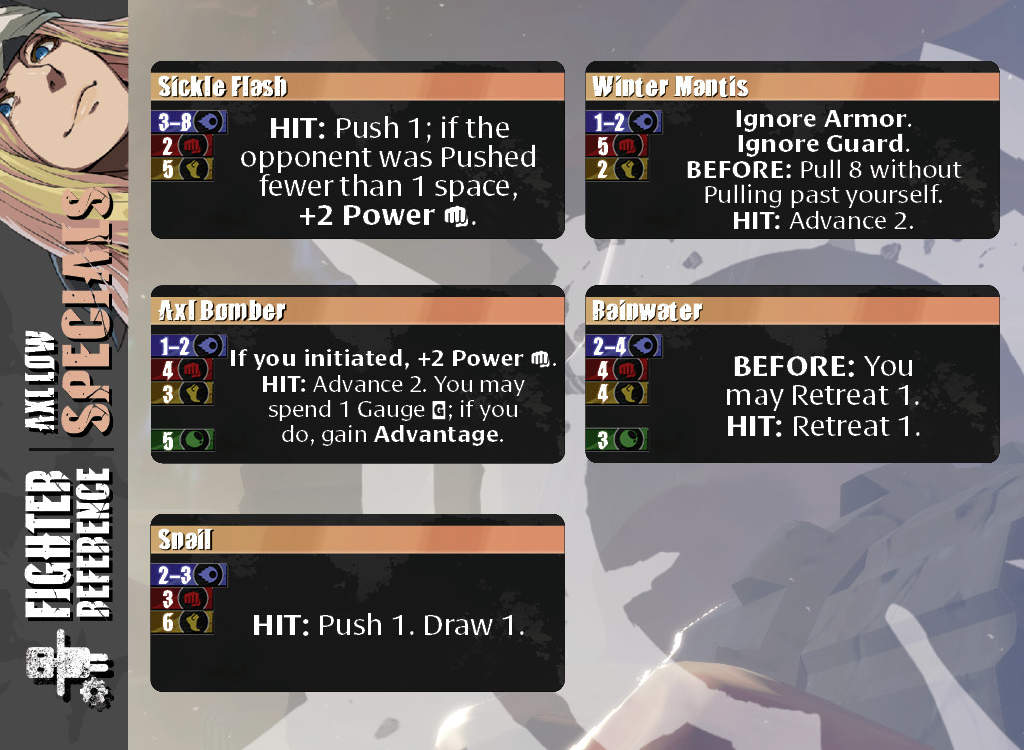 AXL LOW
SPECIALS
FIGHTER
REFERENCE
Sickle Flash
3–8
2
5
HIT: Push 1; if the
opponent was Pushed
fewer than 1 space,
+2 Power.
Winter Mantis
1–2
5
2
Ignore Armor.
Ignore Guard.
BEFORE: Pull 8 without
Pulling past yourself.
HIT: Advance 2.
Axl Bomber
1–2
4
3
5
If you initiated, +2 Power.
HIT: Advance 2. You may
spend 1 Gauge G; if you
do, gain Advantage.
Rainwater
2–4
4
4
3
BEFORE: You
may Retreat 1.
HIT: Retreat 1.
Snail
2–3
3
6
HIT: Push 1. Draw 1.